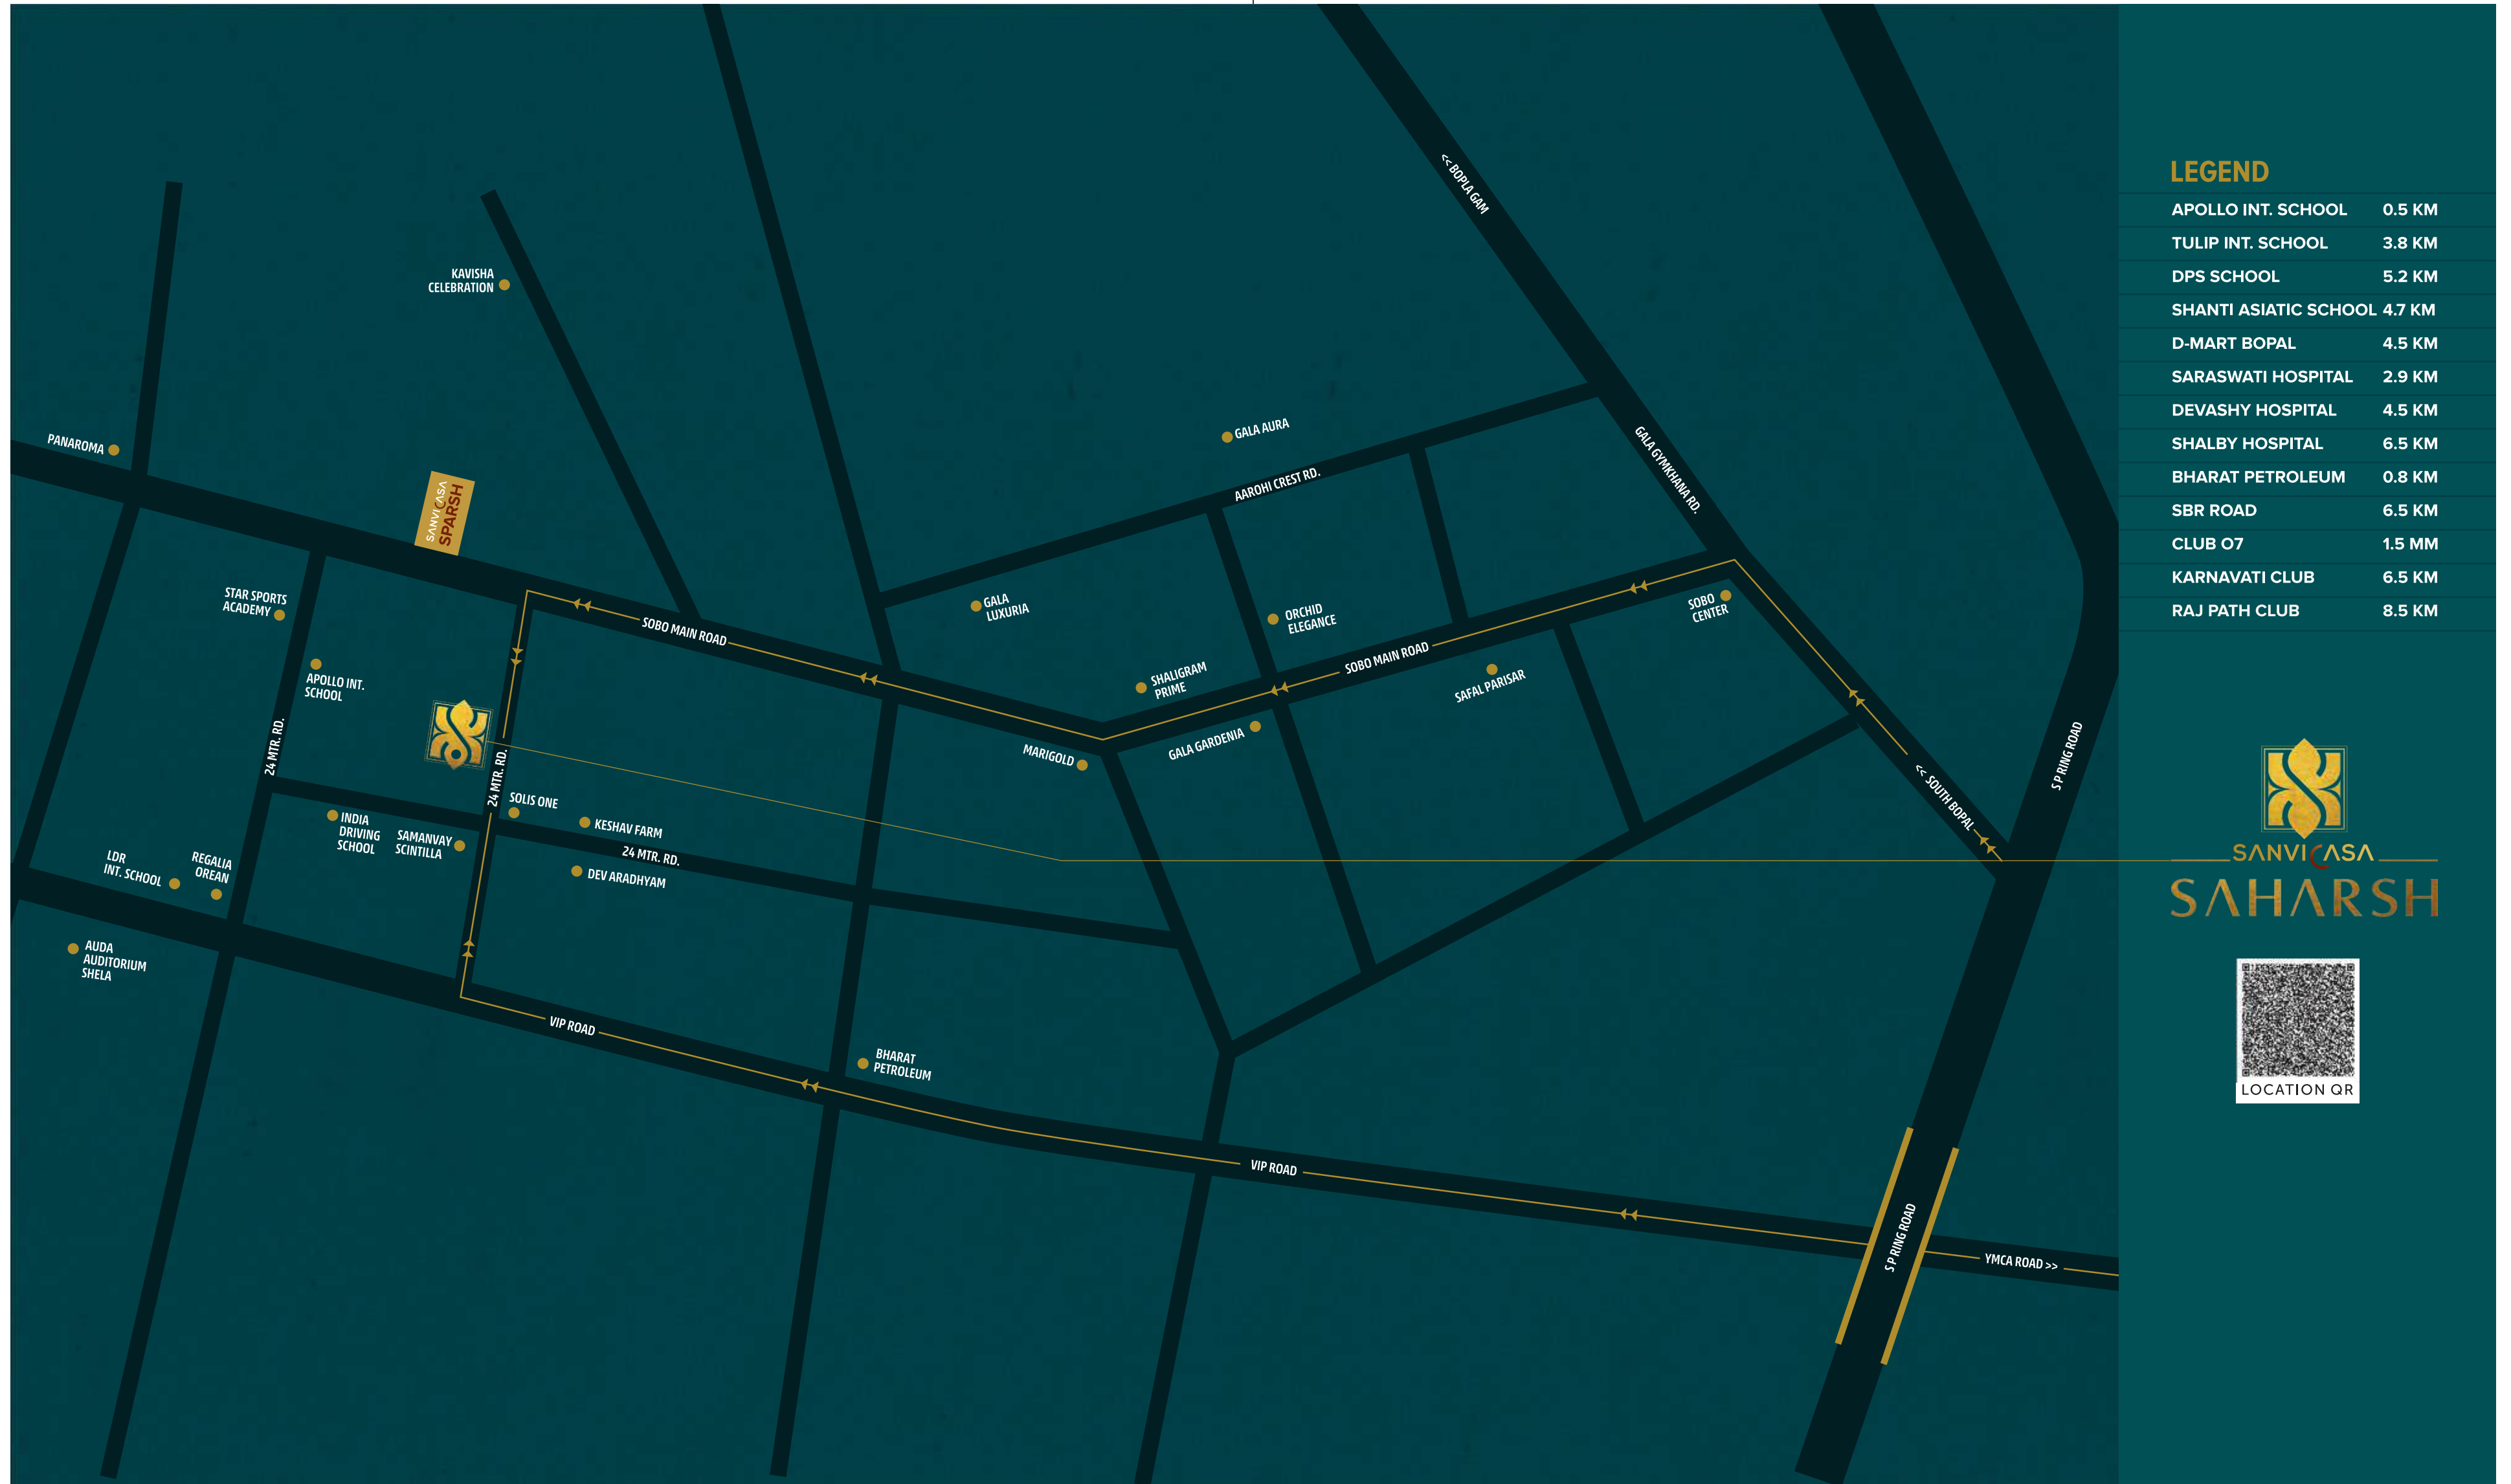 << BOPLA GAM
KAVISHA
CELEBRATION
PANAROMA
SANVICASA
SPARSH
GALA AURA
AAROHI CREST RD.
GALA GYMKHANA RD.
STAR SPORTS
ACADEMY
SOBO MAIN ROAD
GALA
LUXURIA
ORCHID
ELEGANCE
SOBO
CENTER
APOLLO INT.
SCHOOL
SHALIGRAM
PRIME
SOBO MAIN ROAD
SAFAL PARISAR
24 MTR. RD.
24 MTR. RD.
MARIGOLD
GALA GARDENIA
S P RING ROAD
<< SOUTH BOPAL
SOLIS ONE
INDIA
DRIVING
SCHOOL
SAMANVAY
SCINTILLA
KESHAV FARM
24 MTR. RD.
DEV ARADHYAM
LDR
INT. SCHOOL
REGALIA
OREAN
AUDA
AUDITORIUM
SHELA
VIP ROAD
BHARAT
PETROLEUM
VIP ROAD
S P RING ROAD
YMCA ROAD >>
LEGEND
APOLLO INT. SCHOOL 0.5 KM
TULIP INT. SCHOOL 3.8 KM
DPS SCHOOL 5.2 KM
SHANTI ASIATIC SCHOOL 4.7 KM
D-MART BOPAL 4.5 KM
SARASWATI HOSPITAL 2.9 KM
DEVASHY HOSPITAL 4.5 KM
SHALBY HOSPITAL 6.5 KM
BHARAT PETROLEUM 0.8 KM
SBR ROAD 6.5 KM
CLUB O7 1.5 MM
KARNAVATI CLUB 6.5 KM
RAJ PATH CLUB 8.5 KM
SANVICASA
SAHARSH
LOCATION QR